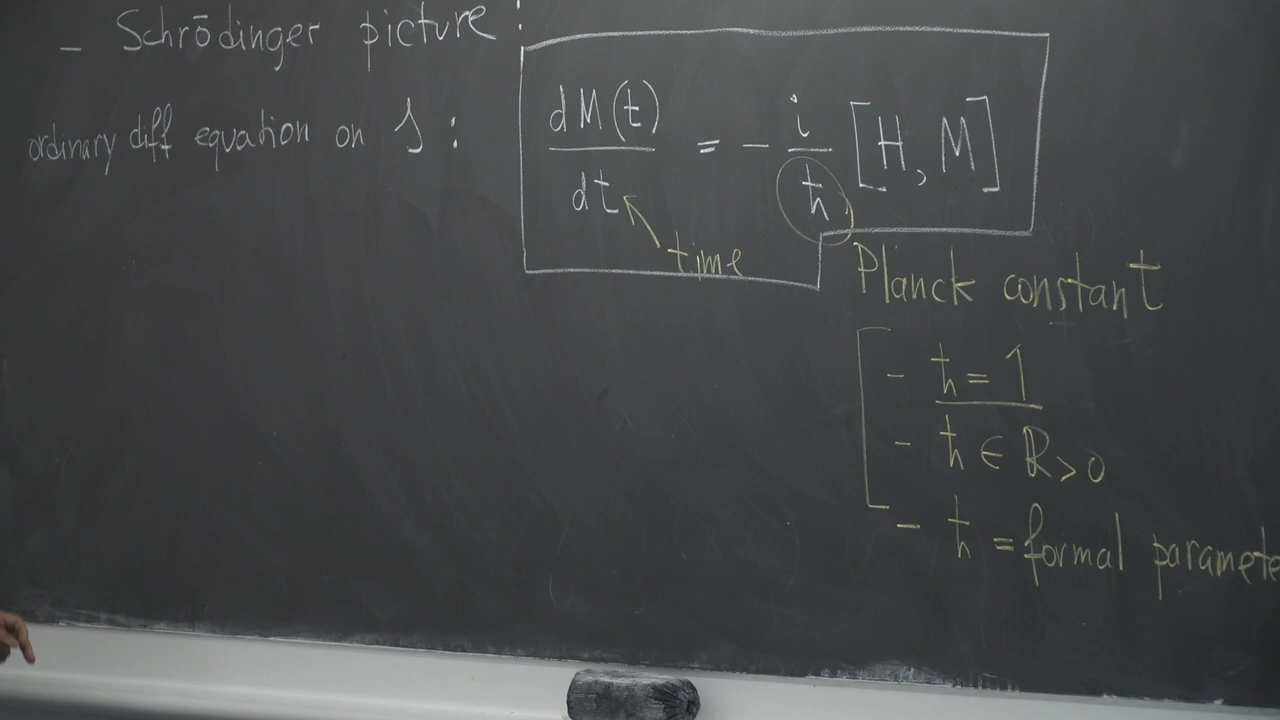 - Schrödinger picture:
ordinary diff equation on S:
dM(t)/dt = - i/ħ [H, M]
time
Planck constant
- ħ = 1
- ħ ∈ ℝ>0
- ħ = formal paramete